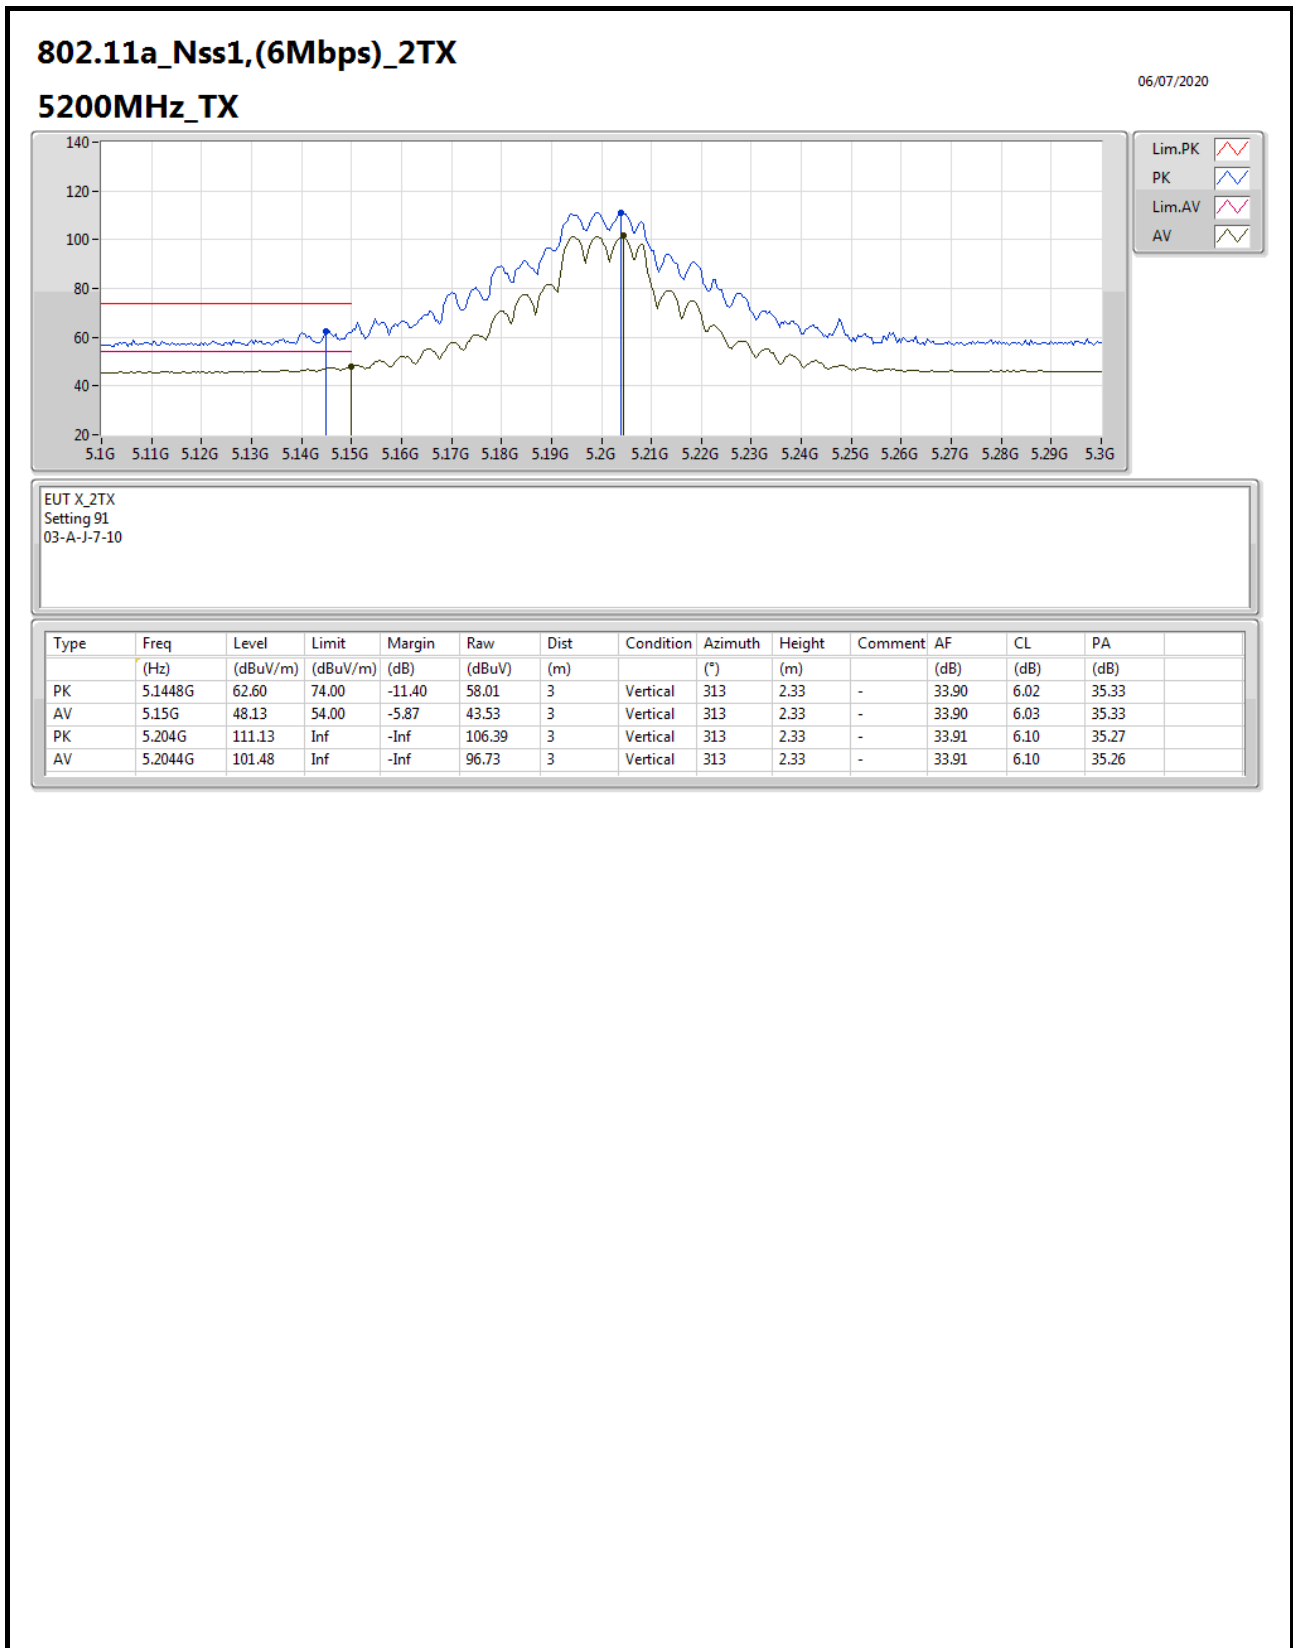 802.11a_Nss1,(6Mbps)_2TX
06/07/2020
5200MHz_TX
140
120
100
80
60
40
20
5.1G 5.11G 5.12G 5.13G 5.14G 5.15G 5.16G 5.17G 5.18G 5.19G 5.2G 5.21G 5.22G 5.23G 5.24G 5.25G 5.26G 5.27G 5.28G 5.29G 5.3G
Lim.PK
PK
Lim.AV
AV
EUT X_2TX
Setting 91
03-A-J-7-10
Type Freq Level Limit Margin Raw Dist Condition Azimuth Height Comment AF CL PA
(Hz) (dBuV/m) (dBuV/m) (dB) (dBuV) (m) (°) (m) (dB) (dB) (dB)
PK 5.1448G 62.60 74.00 -11.40 58.01 3 Vertical 313 2.33 - 33.90 6.02 35.33
AV 5.15G 48.13 54.00 -5.87 43.53 3 Vertical 313 2.33 - 33.90 6.03 35.33
PK 5.204G 111.13 Inf -Inf 106.39 3 Vertical 313 2.33 - 33.91 6.10 35.27
AV 5.2044G 101.48 Inf -Inf 96.73 3 Vertical 313 2.33 - 33.91 6.10 35.26